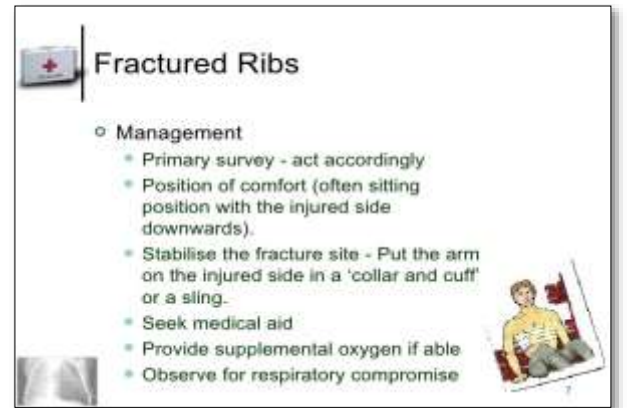 Fractured Ribs
Management
Primary survey - act accordingly
Position of comfort (often sitting
position with the injured side
downwards).
Stabilise the fracture site - Put the arm
on the injured side in a 'collar and cuff'
or a sling.
Seek medical aid
Provide supplemental oxygen if able
Observe for respiratory compromise
7